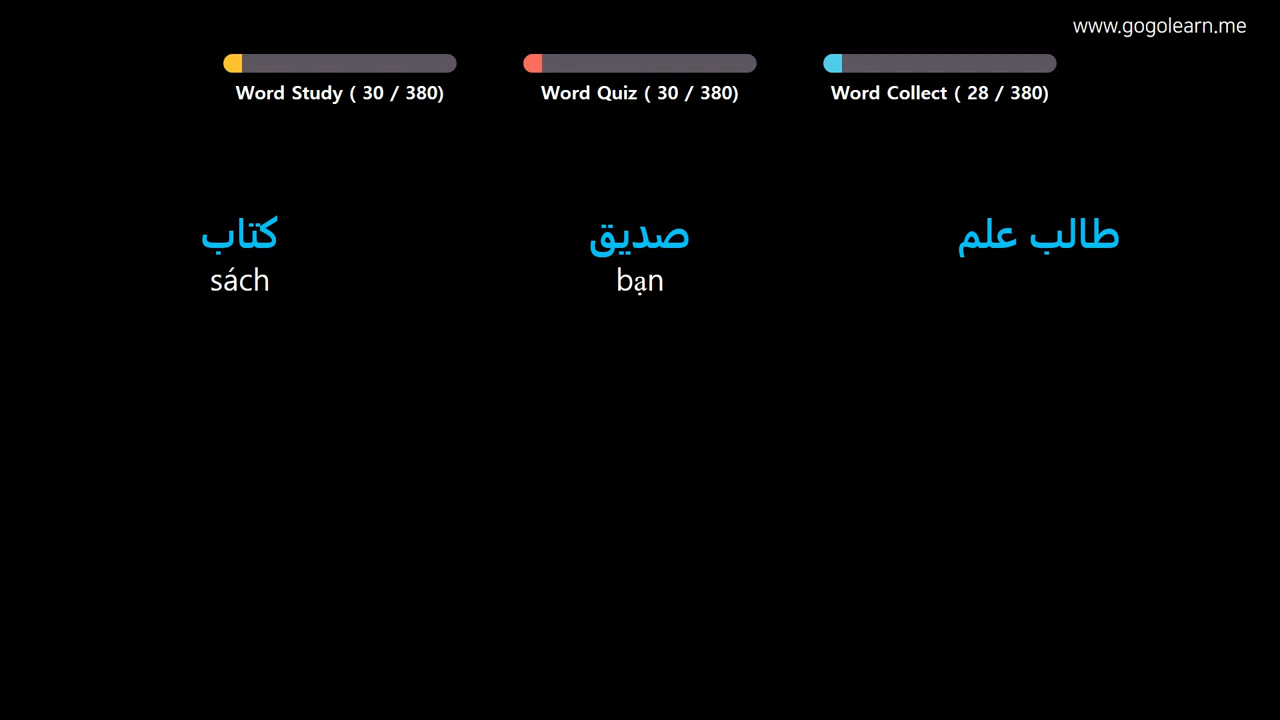 www.gogolearn.me
Word Study ( 30 / 380)
Word Quiz ( 30 / 380)
Word Collect ( 28 / 380)
كتاب
sách
صديق
bạn
طالب علم